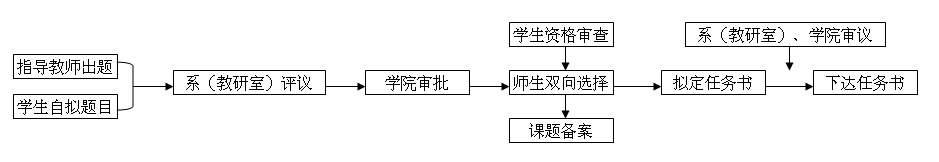 指导教师出题
学生自拟题目
系（教研室）评议
学院审批
学生资格审查
师生双向选择
课题备案
拟定任务书
系（教研室）、学院审议
下达任务书